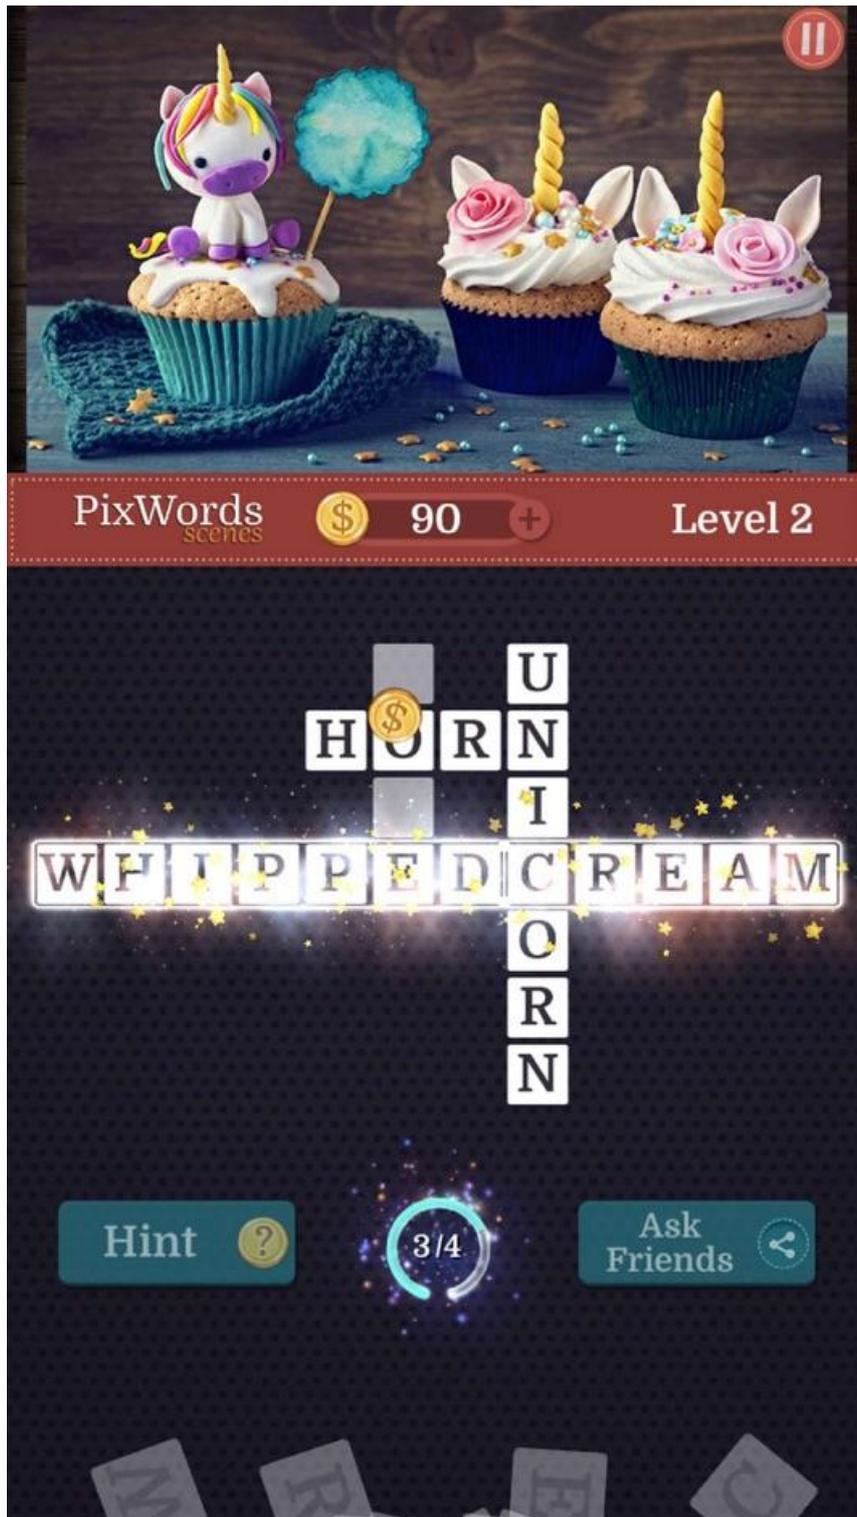 PixWords
scenes
$ 90 +
Level 2
U
$
HORN
I
WHIPPEDCREAM
O
R
N
Hint ?
3/4
Ask
Friends
M R E C